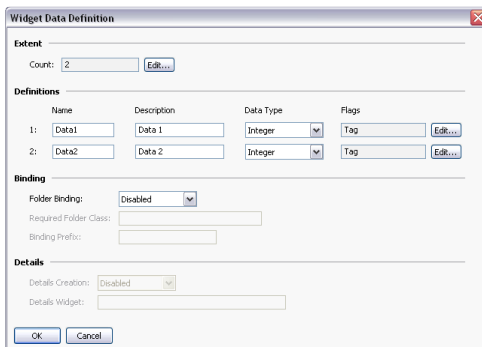 Widget Data Definition
Extent
Count: 2 Edit...
Definitions
Name Description Data Type Flags
1: Data1 Data 1 Integer Tag Edit...
2: Data2 Data 2 Integer Tag Edit...
Binding
Folder Binding: Disabled
Required Folder Class:
Binding Prefix:
Details
Details Creation: Disabled
Details Widget:
OK Cancel